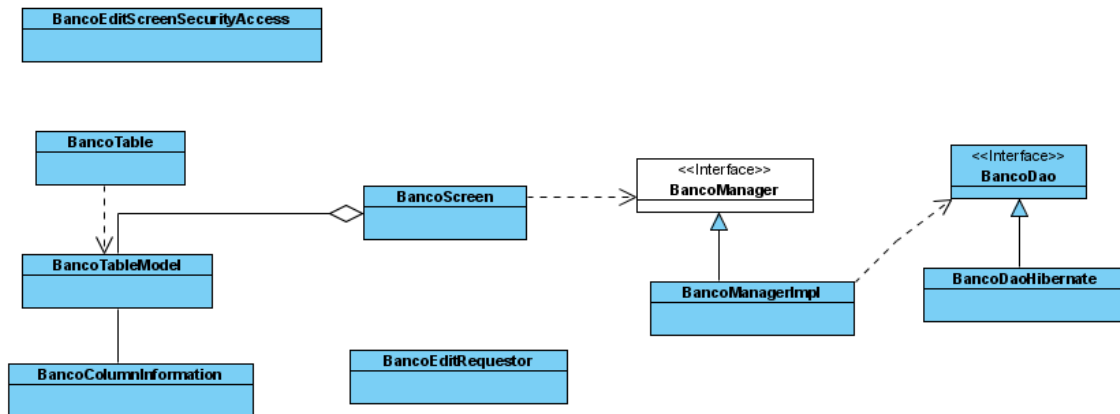 BancoEditScreenSecurityAccess
BancoTable
<<Interface>>
BancoManager
<<Interface>>
BancoDao
BancoScreen
BancoTableModel
BancoManagerImpl
BancoDaoHibernate
BancoEditRequestor
BancoColumnInformation